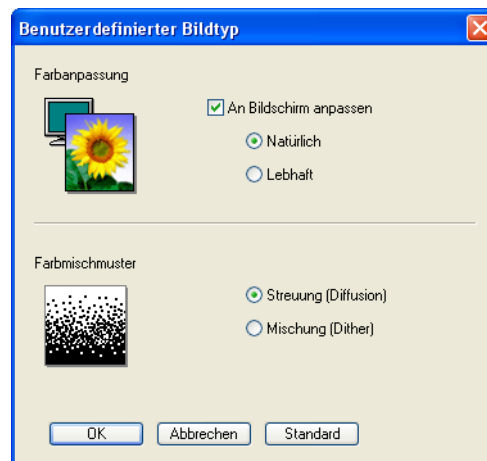 Benutzerdefinierter Bildtyp
Farbanpassung
An Bildschirm anpassen
Natürlich
Lebhaft
Farbmischmuster
Streuung (Diffusion)
Mischung (Dither)
OK Abbrechen Standard